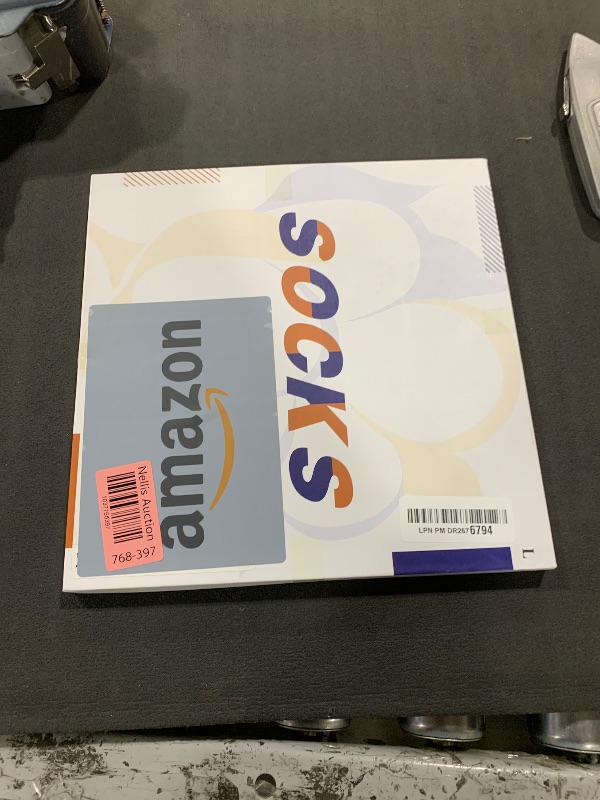 SOCKS
amazon
Nellis Auction
768-397
LPN PM DR2676794
L